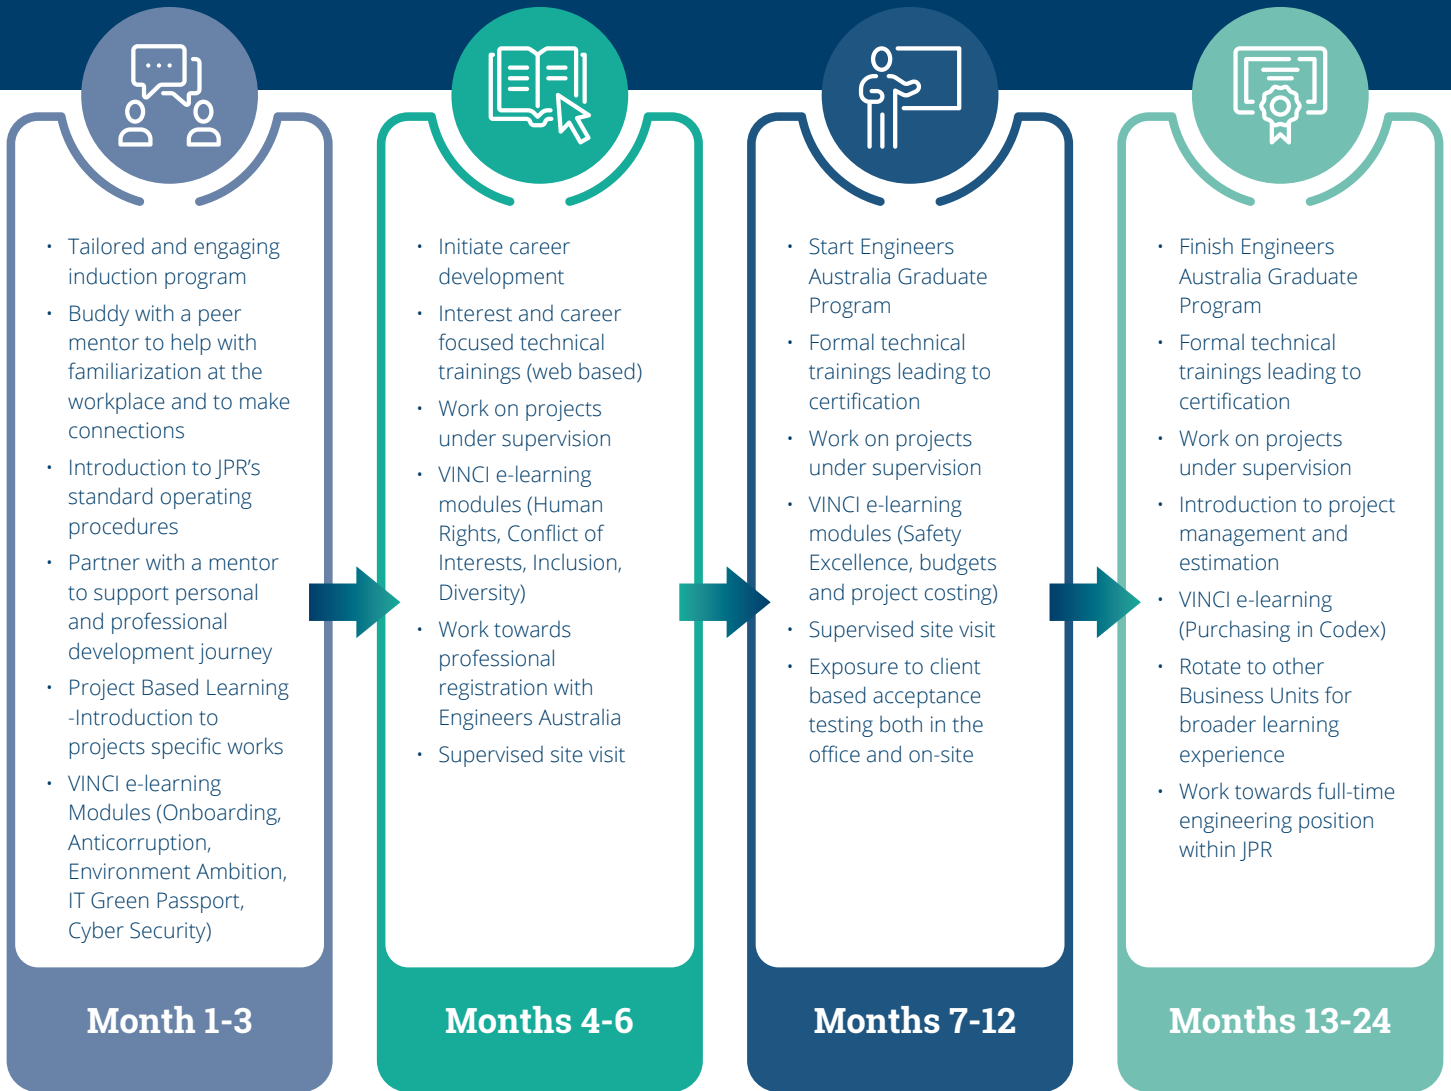 • Tailored and engaging
induction program
• Buddy with a peer
mentor to help with
familiarization at the
workplace and to make
connections
• Introduction to JPR’s
standard operating
procedures
• Partner with a mentor
to support personal
and professional
development journey
• Project Based Learning
-Introduction to
projects specific works
• VINCI e-learning
Modules (Onboarding,
Anticorruption,
Environment Ambition,
IT Green Passport,
Cyber Security)
Month 1-3
• Initiate career
development
• Interest and career
focused technical
trainings (web based)
• Work on projects
under supervision
• VINCI e-learning
modules (Human
Rights, Conflict of
Interests, Inclusion,
Diversity)
• Work towards
professional
registration with
Engineers Australia
• Supervised site visit
Months 4-6
• Start Engineers
Australia Graduate
Program
• Formal technical
trainings leading to
certification
• Work on projects
under supervision
• VINCI e-learning
modules (Safety
Excellence, budgets
and project costing)
• Supervised site visit
• Exposure to client
based acceptance
testing both in the
office and on-site
Months 7-12
• Finish Engineers
Australia Graduate
Program
• Formal technical
trainings leading to
certification
• Work on projects
under supervision
• Introduction to project
management and
estimation
• VINCI e-learning
(Purchasing in Codex)
• Rotate to other
Business Units for
broader learning
experience
• Work towards full-time
engineering position
within JPR
Months 13-24